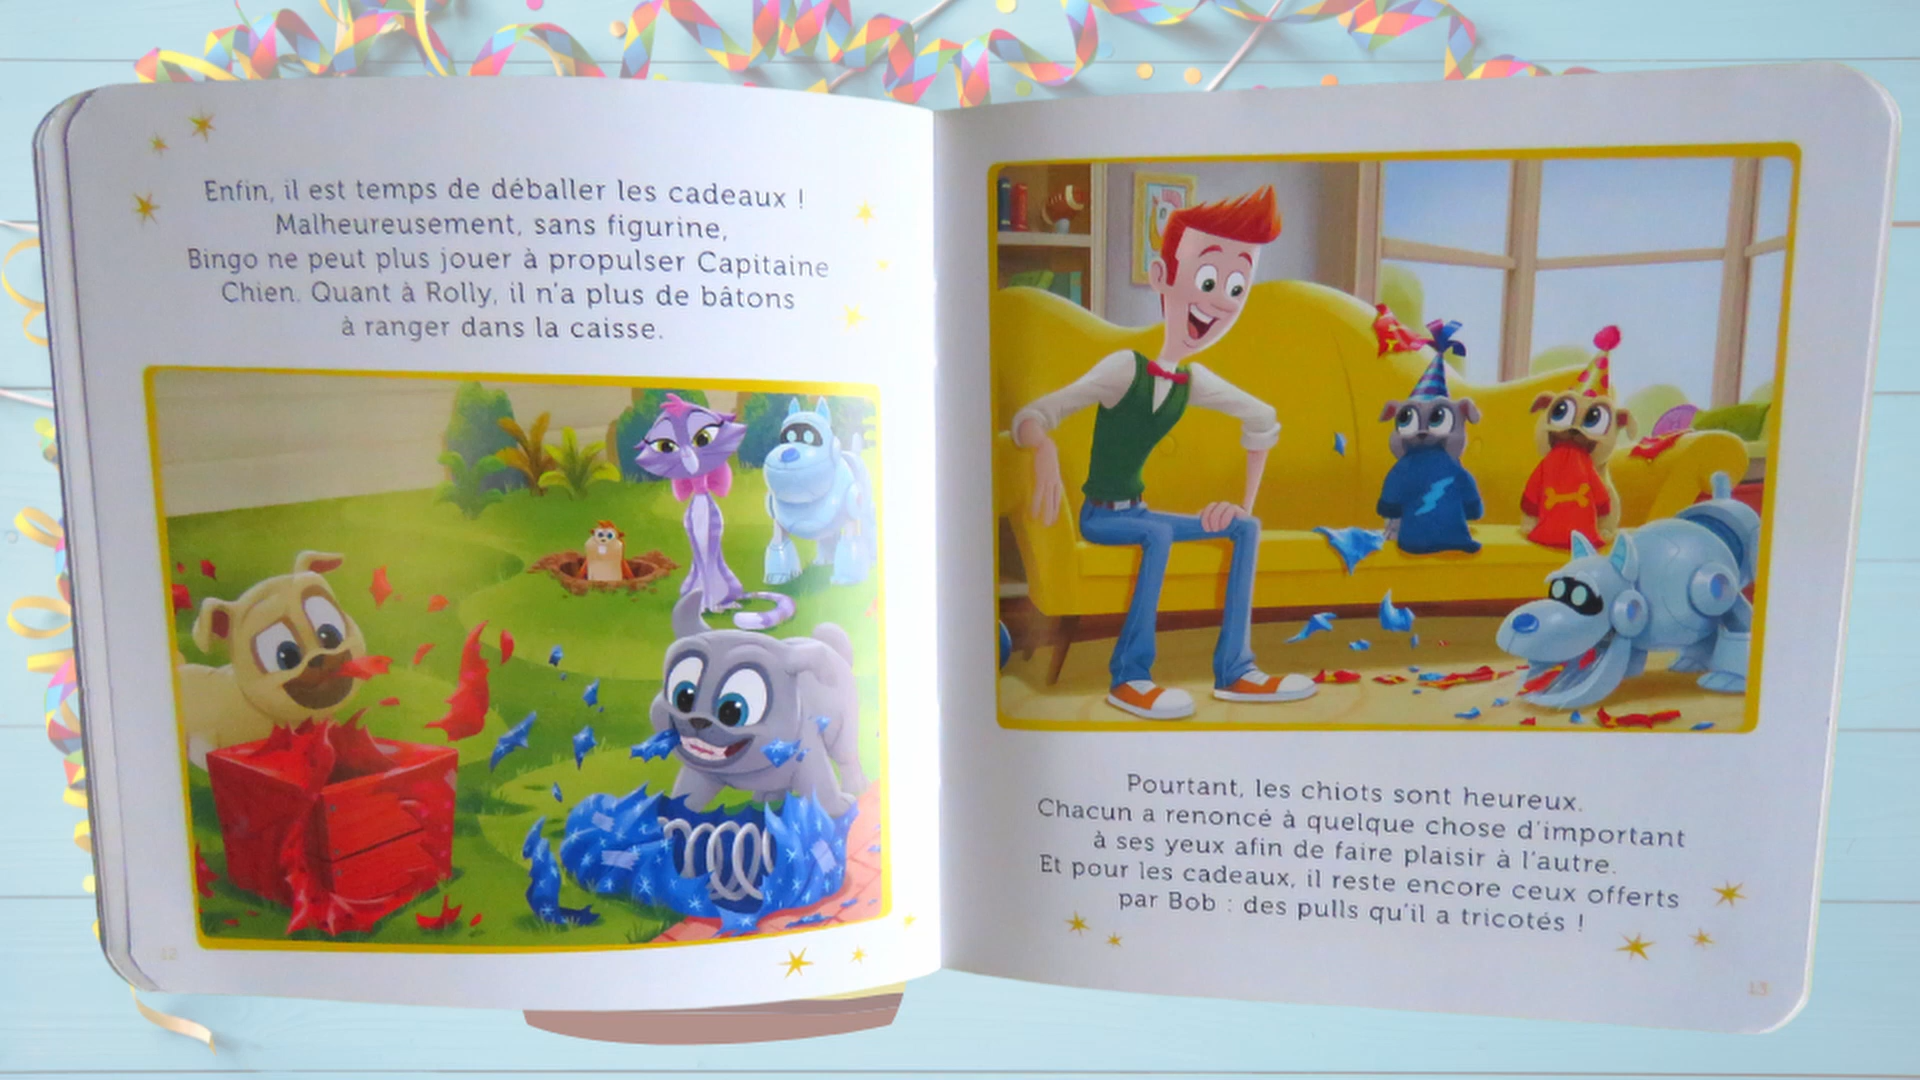 Enfin, il est temps de déballer les cadeaux !
Malheureusement, sans figurine,
Bingo ne peut plus jouer à propulser Capitaine
Chien. Quant à Rolly, il n'a plus de bâtons
à ranger dans la caisse.
12
Pourtant, les chiots sont heureux.
Chacun a renoncé à quelque chose d'important
à ses yeux afin de faire plaisir à l'autre.
Et pour les cadeaux, il reste encore ceux offerts
par Bob : des pulls qu'il a tricotés !
13